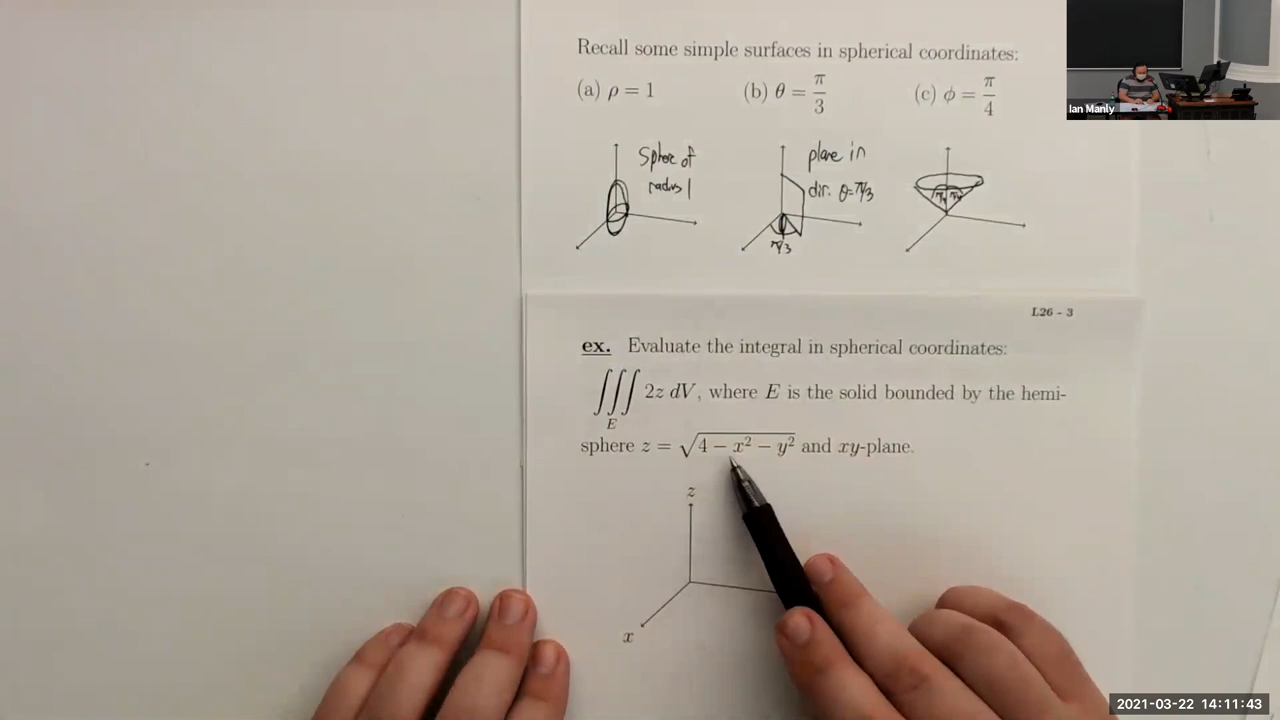 Recall some simple surfaces in spherical coordinates:
(a) ρ = 1 (b) θ = π/3 (c) φ = π/4
Sphere of
radius 1
plane in
dir. θ=π/3
π/3
π/4 π/4
L26 - 3
ex. Evaluate the integral in spherical coordinates:
∭_E 2z dV, where E is the solid bounded by the hemi-
sphere z = √(4 − x² − y²) and xy-plane.
z
x
Ian Manly
2021-03-22 14:11:43